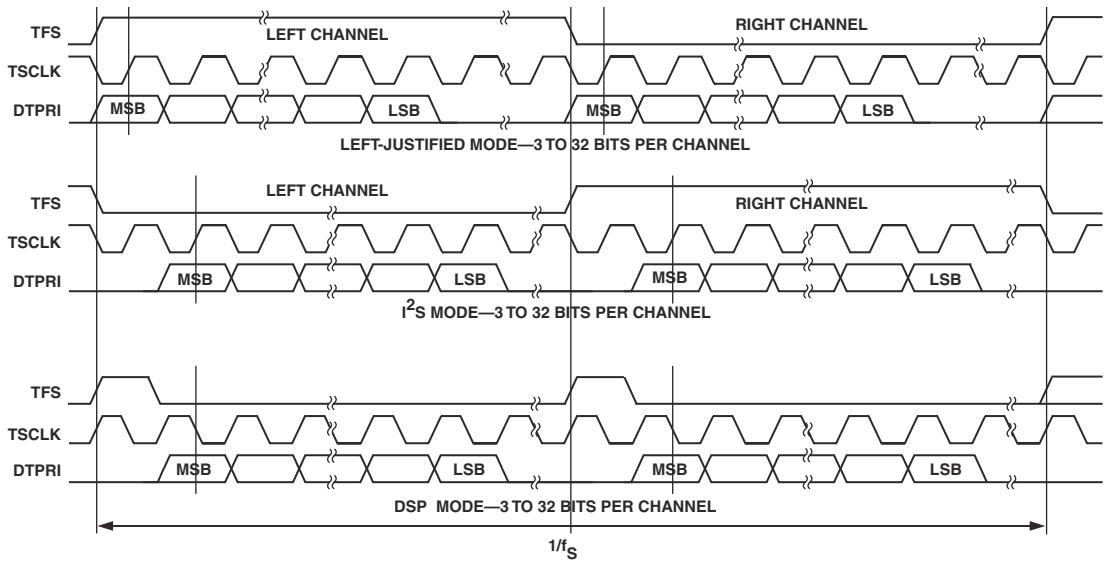 TFS
LEFT CHANNEL
RIGHT CHANNEL
TSCLK
DTPRI
MSB
LSB
MSB
LSB
LEFT-JUSTIFIED MODE—3 TO 32 BITS PER CHANNEL
TFS
LEFT CHANNEL
RIGHT CHANNEL
TSCLK
DTPRI
MSB
LSB
MSB
LSB
I²S MODE—3 TO 32 BITS PER CHANNEL
TFS
TSCLK
DTPRI
MSB
LSB
MSB
LSB
DSP MODE—3 TO 32 BITS PER CHANNEL
1/fS